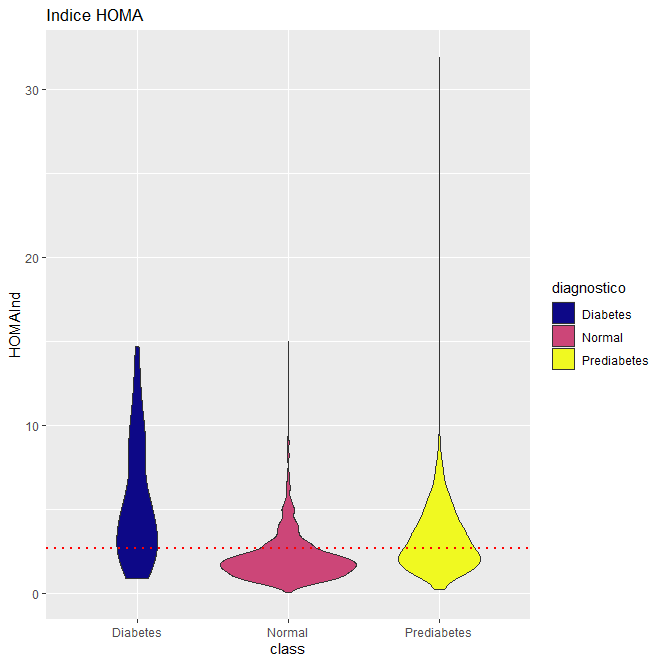 Indice HOMA
HOMAInd
30
20
10
0
Diabetes
Normal
Prediabetes
class
diagnostico
Diabetes
Normal
Prediabetes